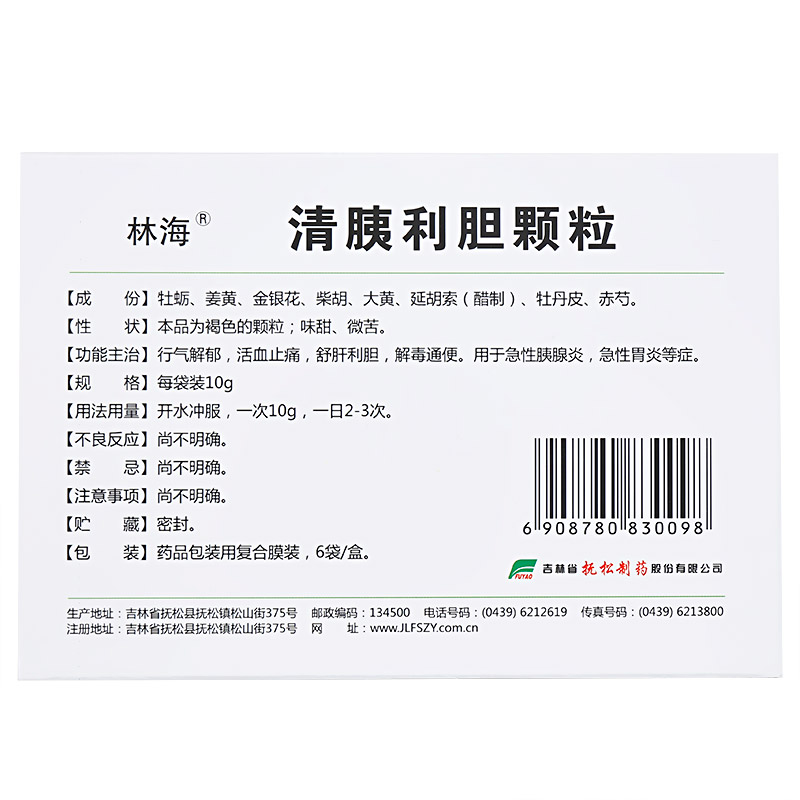 林海® 清胰利胆颗粒
【成 份】牡蛎、姜黄、金银花、柴胡、大黄、延胡索(醋制)、牡丹皮、赤芍。
【性 状】本品为褐色的颗粒;味甜、微苦。
【功能主治】行气解郁,活血止痛,舒肝利胆,解毒通便。用于急性胰腺炎,急性胃炎等症。
【规 格】每袋装10g
【用法用量】开水冲服,一次10g,一日2-3次。
【不良反应】尚不明确。
【禁 忌】尚不明确。
【注意事项】尚不明确。
【贮 藏】密封。
【包 装】药品包装用复合膜装,6袋/盒。
6 908780 830098
FUYAO 吉林省抚松制药股份有限公司
生产地址:吉林省抚松县抚松镇松山街375号 邮政编码:134500 电话号码:(0439) 6212619 传真号码:(0439) 6213800
注册地址:吉林省抚松县抚松镇松山街375号 网 址:www.JLFSZY.com.cn